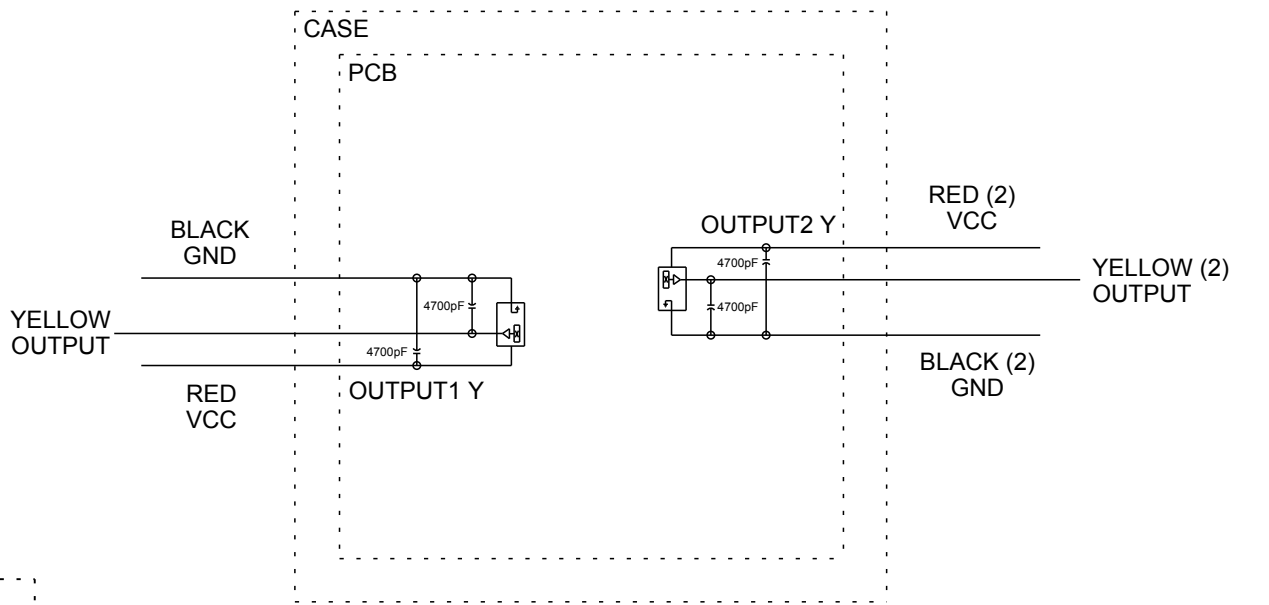 CASE
PCB
BLACK
GND
YELLOW
OUTPUT
RED
VCC
4700pF
4700pF
OUTPUT1 Y
OUTPUT2 Y
4700pF
4700pF
RED (2)
VCC
YELLOW (2)
OUTPUT
BLACK (2)
GND